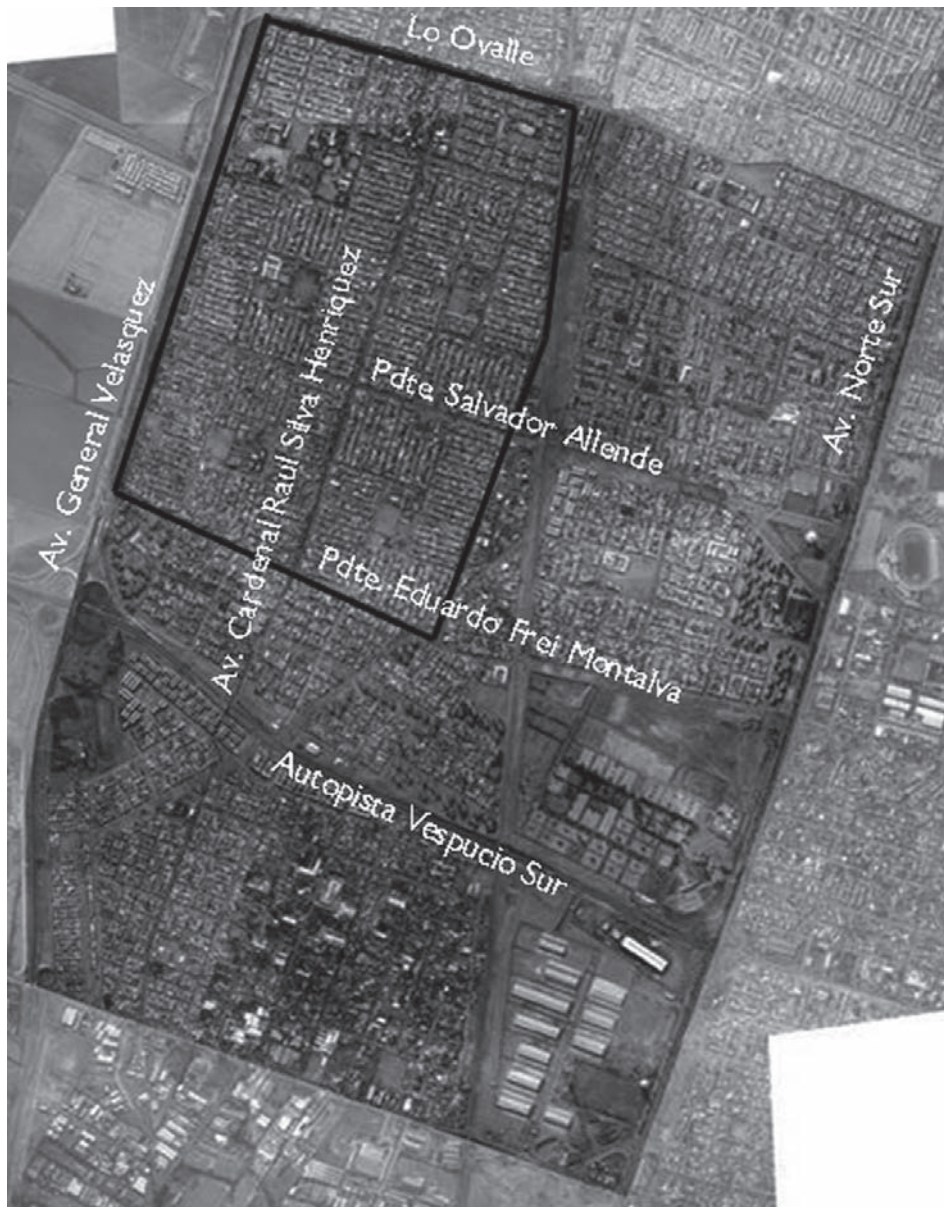 Lo Ovalle
Av. General Velasquez
Av. Cardenal Raul Silva Henriquez
Av. Norte Sur
Pdte. Salvador Allende
Pdte. Eduardo Frei Montalva
Autopista Vespucio Sur